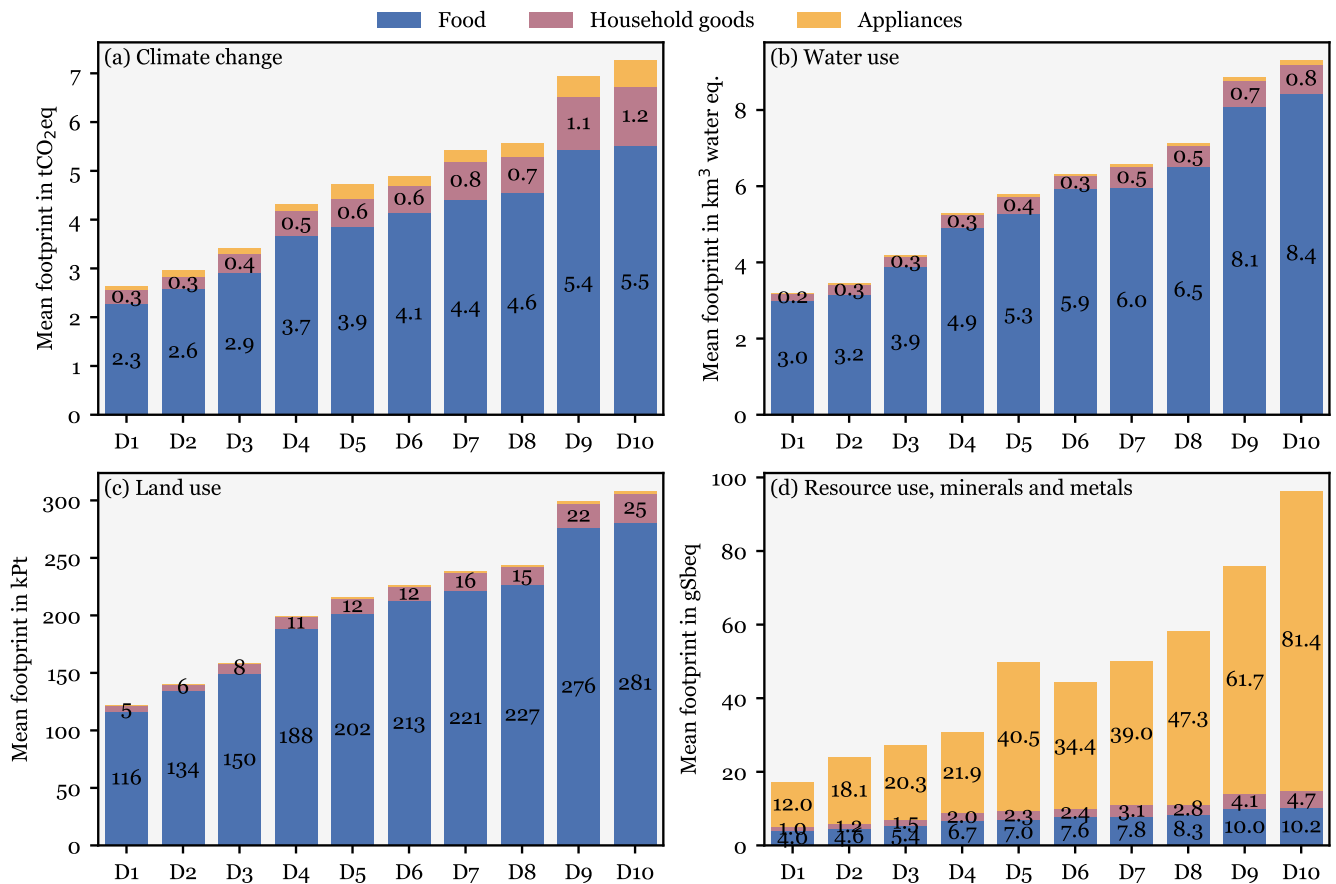 Food Household goods Appliances
(a) Climate change
Mean footprint in tCO₂eq
7
6
5
4
3
2
1
0
2.3 2.6 2.9 3.7 3.9 4.1 4.4 4.6 5.4 5.5
0.3 0.3 0.4 0.5 0.6 0.6 0.8 0.7 1.1 1.2
D1 D2 D3 D4 D5 D6 D7 D8 D9 D10
(b) Water use
Mean footprint in km³ water eq.
8
6
4
2
0
3.0 3.2 3.9 4.9 5.3 5.9 6.0 6.5 8.1 8.4
0.2 0.3 0.3 0.3 0.4 0.3 0.5 0.5 0.7 0.8
D1 D2 D3 D4 D5 D6 D7 D8 D9 D10
(c) Land use
Mean footprint in kPt
300
250
200
150
100
50
0
116 134 150 188 202 213 221 227 276 281
5 6 8 11 12 12 16 15 22 25
D1 D2 D3 D4 D5 D6 D7 D8 D9 D10
(d) Resource use, minerals and metals
Mean footprint in gSbeq
100
80
60
40
20
0
12.0 18.1 20.3 21.9 40.5 34.4 39.0 47.3 61.7 81.4
1.0 1.2 1.5 2.0 2.3 2.4 3.1 2.8 4.1 4.7
4.0 4.6 5.4 6.7 7.0 7.6 7.8 8.3 10.0 10.2
D1 D2 D3 D4 D5 D6 D7 D8 D9 D10